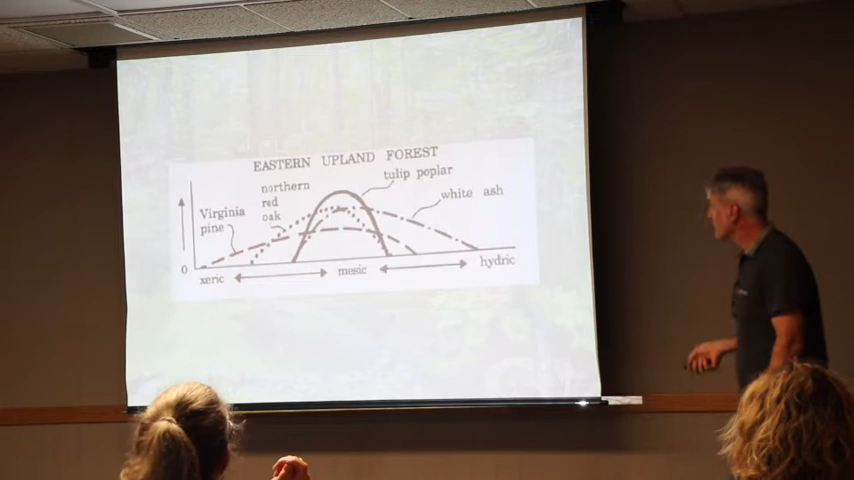 EASTERN UPLAND FOREST
tulip poplar
northern
red
oak
white ash
Virginia
pine
0
xeric
mesic
hydric